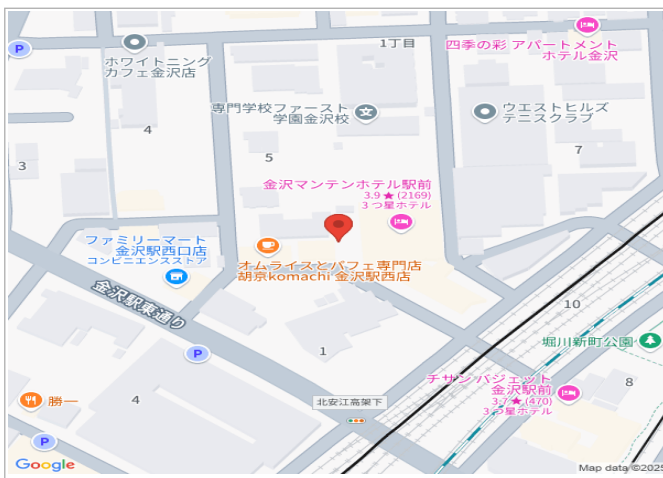 P
ホワイトニング
カフェ金沢店
1丁目
四季の彩 アパートメント
ホテル金沢
専門学校ファースト
学園金沢校
ウエストヒルズ
テニスクラブ
4
3
5
7
金沢マンテンホテル駅前
3.9 ★ (2169)
3 つ星ホテル
ファミリーマート
金沢駅西口店
コンビニエンスストア
オムライスとパフェ専門店
胡京komachi 金沢駅西店
金沢駅東通り
10
堀川新町公園
P
1
チサン バジェット
金沢駅前
3.7 ★ (470)
3 つ星ホテル
8
勝一
4
北安江高架下
P
Google
Map data ©2025